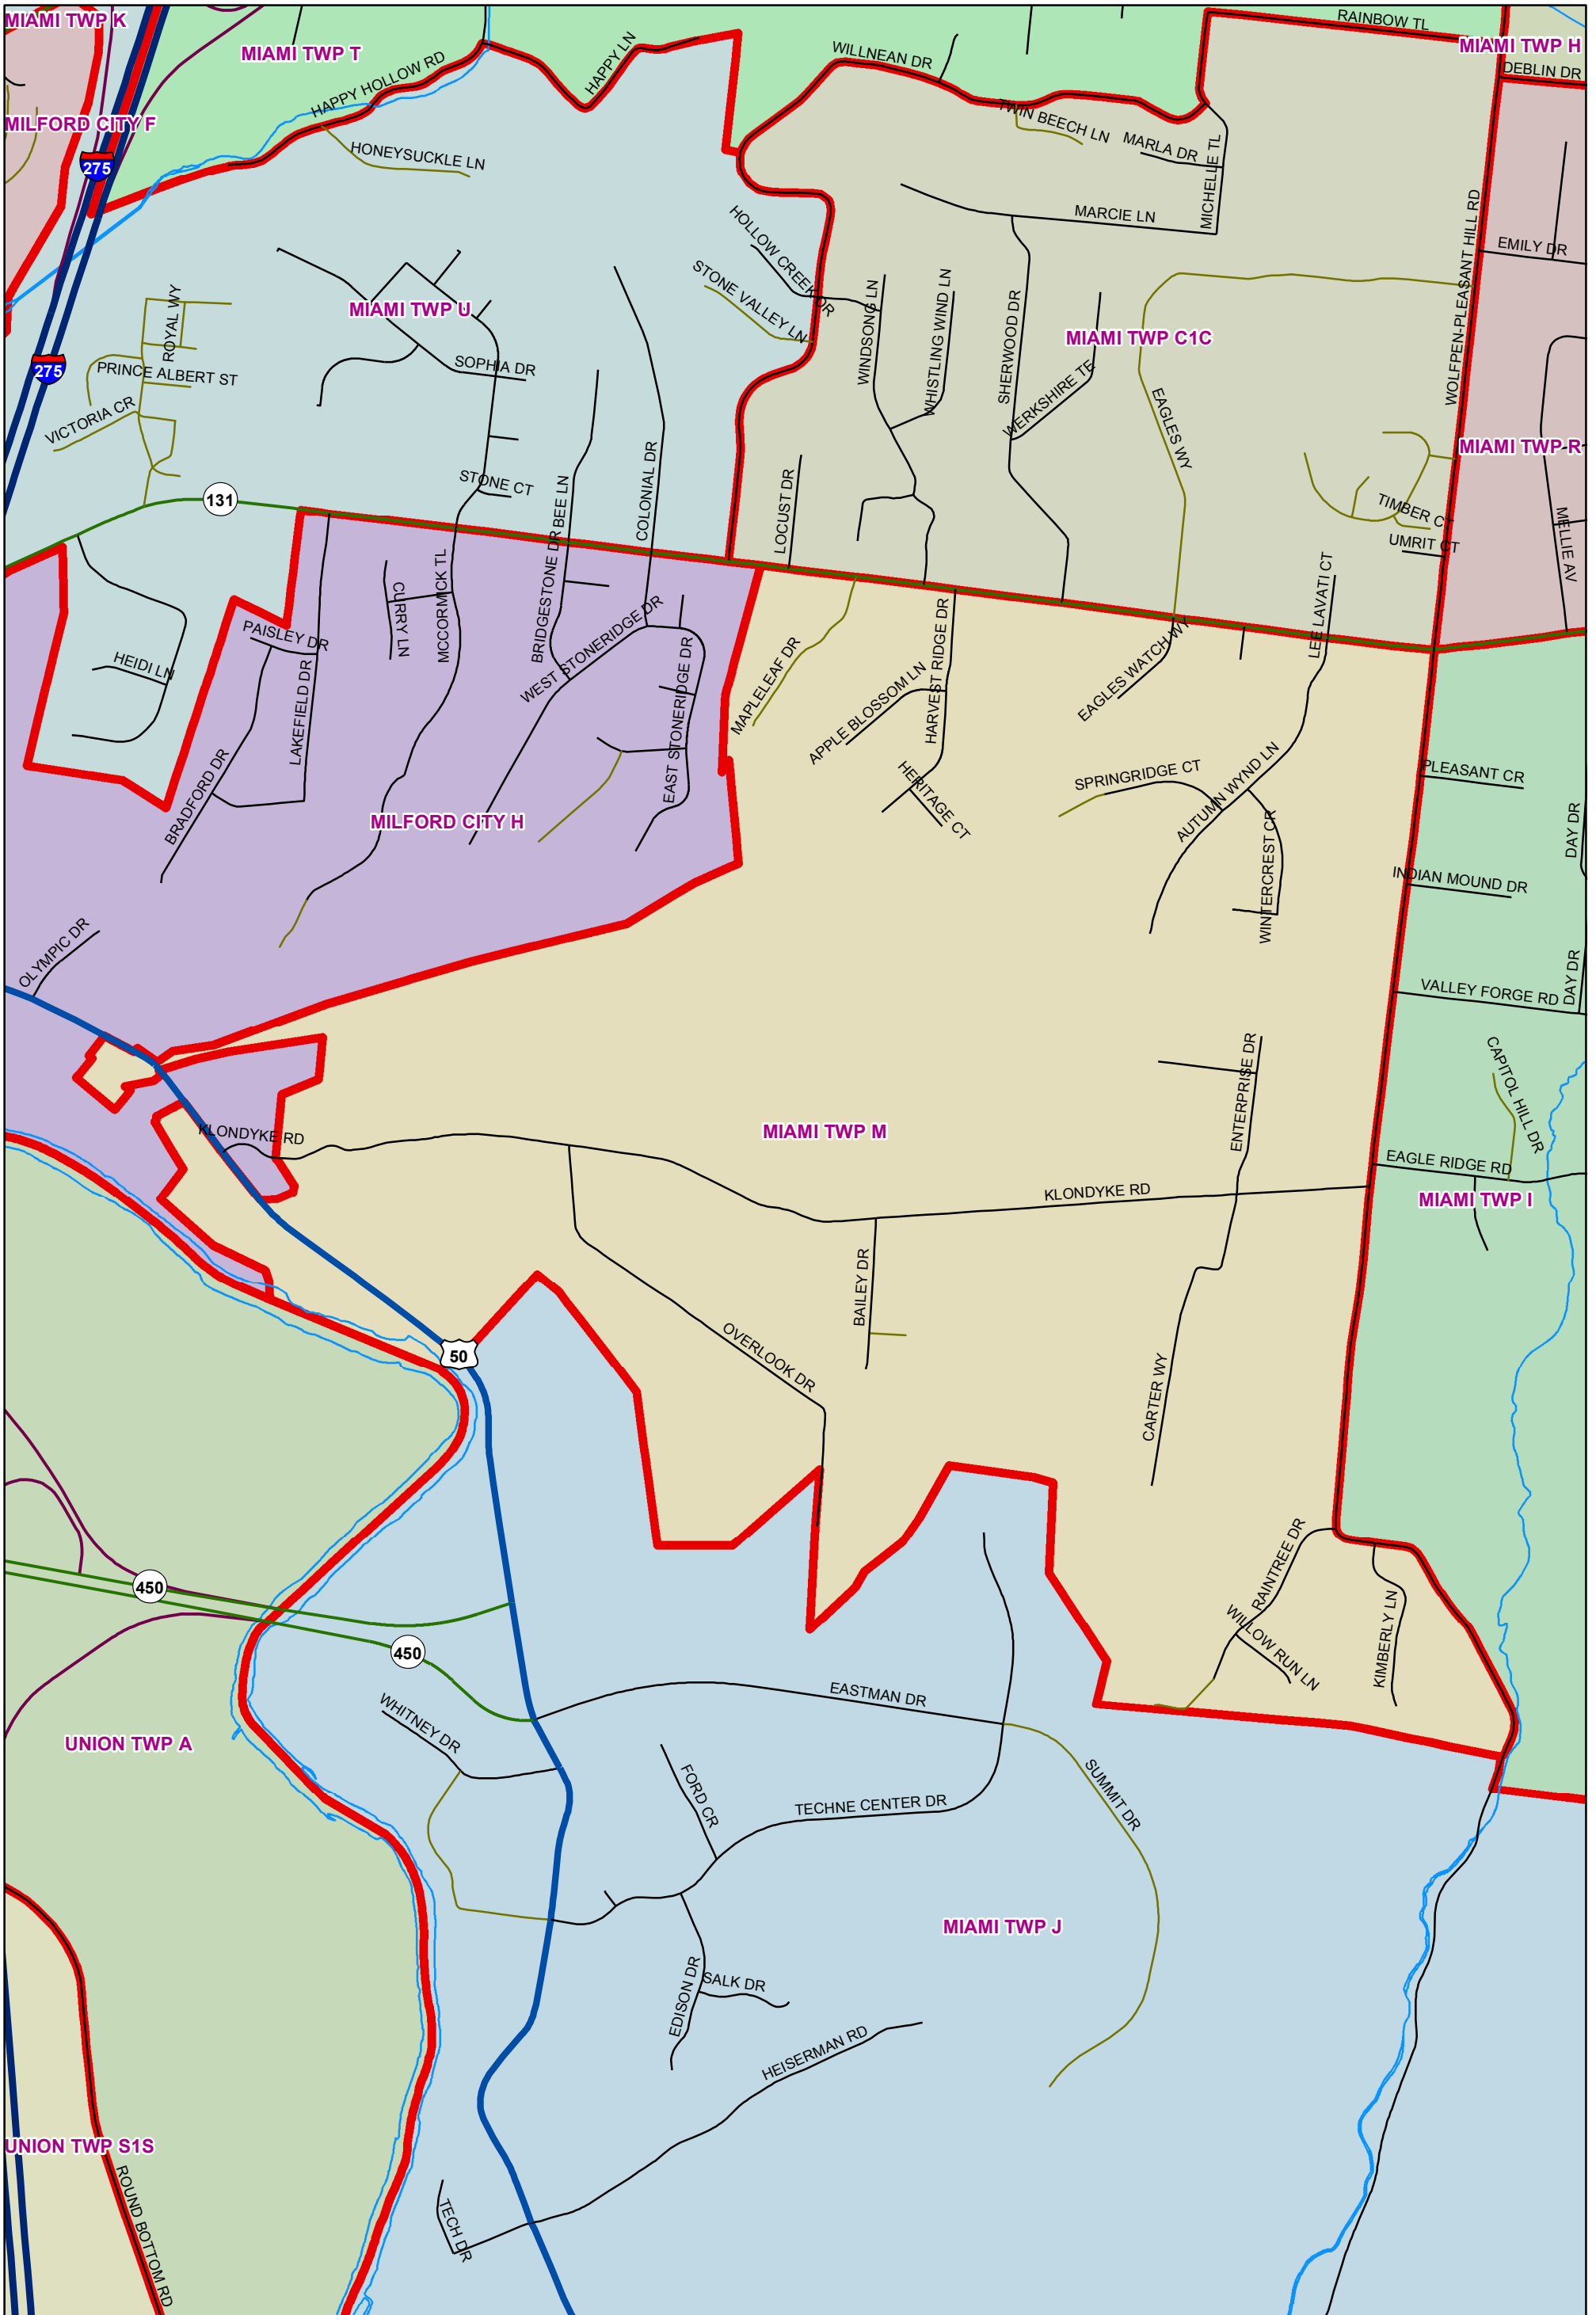 MIAMI TWP K
RAINBOW TL
MIAMI TWP H
MIAMI TWP T
HAPPY LN
WILLNEAN DR
DEBLIN DR
HAPPY HOLLOW RD
MILFORD CITY F
TWIN BEECH LN
MARLA DR
275
HONEYSUCKLE LN
MICHELLE TL
MARCIE LN
HOLLOW CREEK DR
WOLFPEN-PLEASANT HILL RD
EMILY DR
STONE VALLEY LN
ROYAL WY
MIAMI TWP U
WINDSONG LN
WHISTLING WIND LN
SHERWOOD DR
MIAMI TWP C1C
275
PRINCE ALBERT ST
SOPHIA DR
WERKSHIRE TE
VICTORIA CR
EAGLES WY
MIAMI TWP R
STONE CT
BEE LN
COLONIAL DR
LOCUST DR
131
TIMBER CT
UMRIT CT
MELLIE AV
CURRY LN
MCCORMICK TL
BRIDGESTONE DR
WEST STONERIDGE DR
LEE LAVATI CT
PAISLEY DR
HEIDI LN
LAKEFIELD DR
EAST STONERIDGE DR
MAPLELEAF DR
APPLE BLOSSOM LN
HARVEST RIDGE DR
EAGLES WATCH WY
BRADFORD DR
HERITAGE CT
SPRINGRIDGE CT
AUTUMN WYND LN
PLEASANT CR
MILFORD CITY H
DAY DR
WINTERCREST CR
INDIAN MOUND DR
OLYMPIC DR
VALLEY FORGE RD
DAY DR
ENTERPRISE DR
CAPITOL HILL DR
KLONDYKE RD
MIAMI TWP M
EAGLE RIDGE RD
KLONDYKE RD
MIAMI TWP I
BAILEY DR
50
OVERLOOK DR
CARTER WY
450
RAINTREE DR
WILLOW RUN LN
KIMBERLY LN
450
EASTMAN DR
WHITNEY DR
UNION TWP A
FORD CR
TECHNE CENTER DR
SUMMIT DR
MIAMI TWP J
EDISON DR
SALK DR
HEISERMAN RD
UNION TWP S1S
ROUND BOTTOM RD
TECH DR